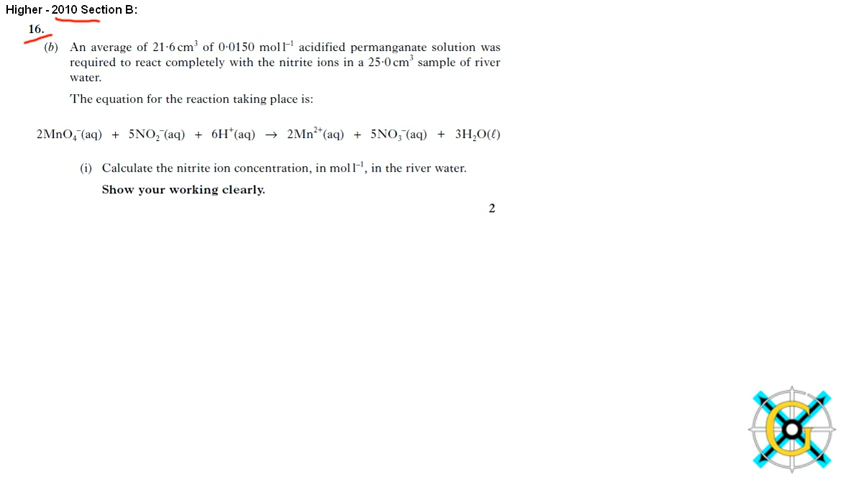 Higher - 2010 Section B:
16.
(b) An average of 21·6 cm³ of 0·0150 mol l⁻¹ acidified permanganate solution was
required to react completely with the nitrite ions in a 25·0 cm³ sample of river
water.
The equation for the reaction taking place is:
2MnO₄⁻(aq) + 5NO₂⁻(aq) + 6H⁺(aq) → 2Mn²⁺(aq) + 5NO₃⁻(aq) + 3H₂O(ℓ)
(i) Calculate the nitrite ion concentration, in mol l⁻¹, in the river water.
Show your working clearly.
2
G